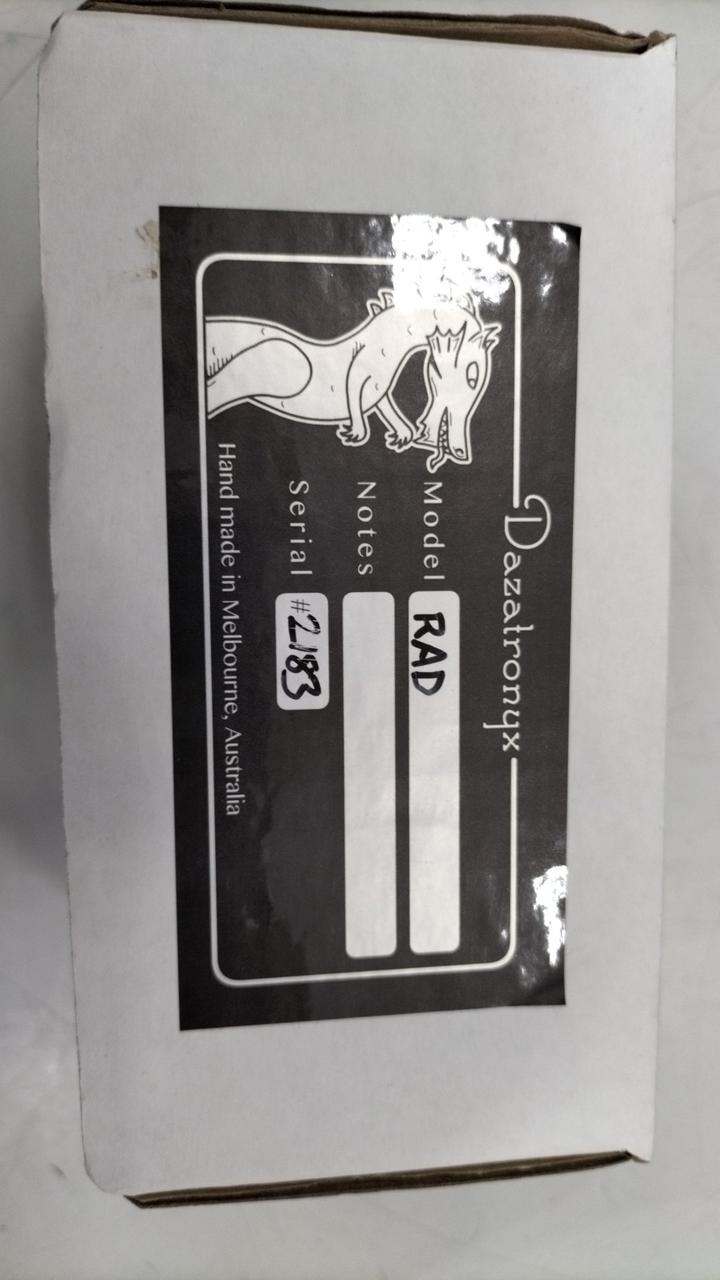 Dazatronyx
Model RAD
Notes
Serial #2183
Hand made in Melbourne, Australia